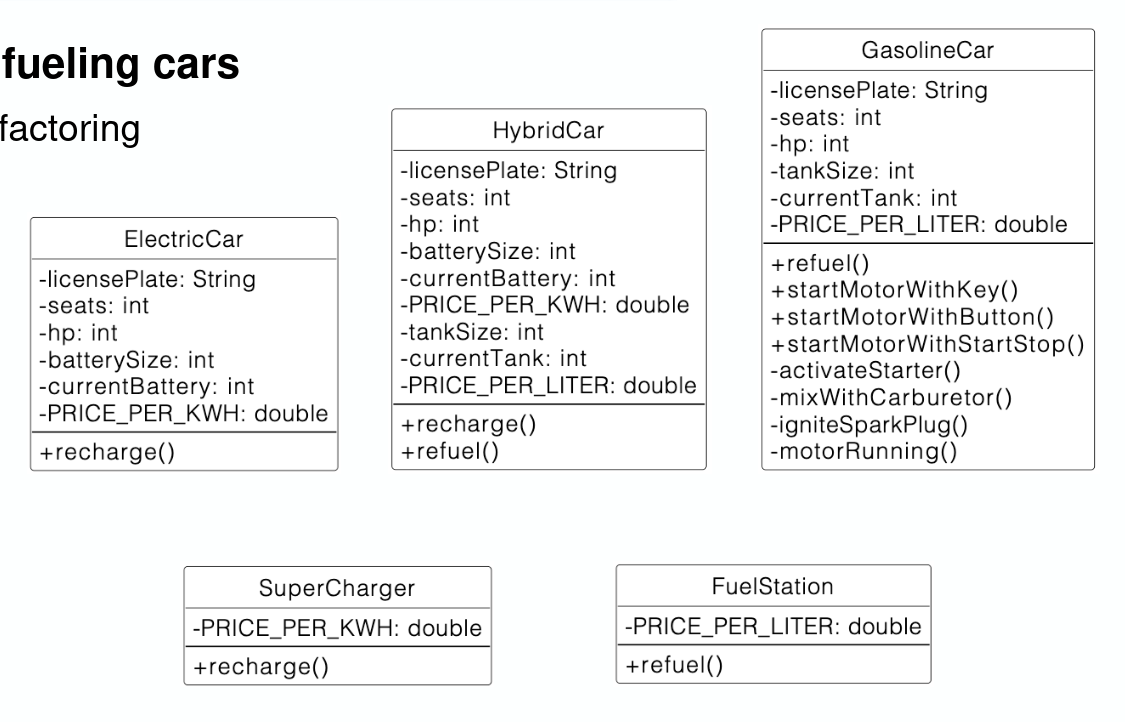 fueling cars
factoring
ElectricCar
-licensePlate: String
-seats: int
-hp: int
-batterySize: int
-currentBattery: int
-PRICE_PER_KWH: double
+recharge()
HybridCar
-licensePlate: String
-seats: int
-hp: int
-batterySize: int
-currentBattery: int
-PRICE_PER_KWH: double
-tankSize: int
-currentTank: int
-PRICE_PER_LITER: double
+recharge()
+refuel()
GasolineCar
-licensePlate: String
-seats: int
-hp: int
-tankSize: int
-currentTank: int
-PRICE_PER_LITER: double
+refuel()
+startMotorWithKey()
+startMotorWithButton()
+startMotorWithStartStop()
-activateStarter()
-mixWithCarburetor()
-igniteSparkPlug()
-motorRunning()
SuperCharger
-PRICE_PER_KWH: double
+recharge()
FuelStation
-PRICE_PER_LITER: double
+refuel()